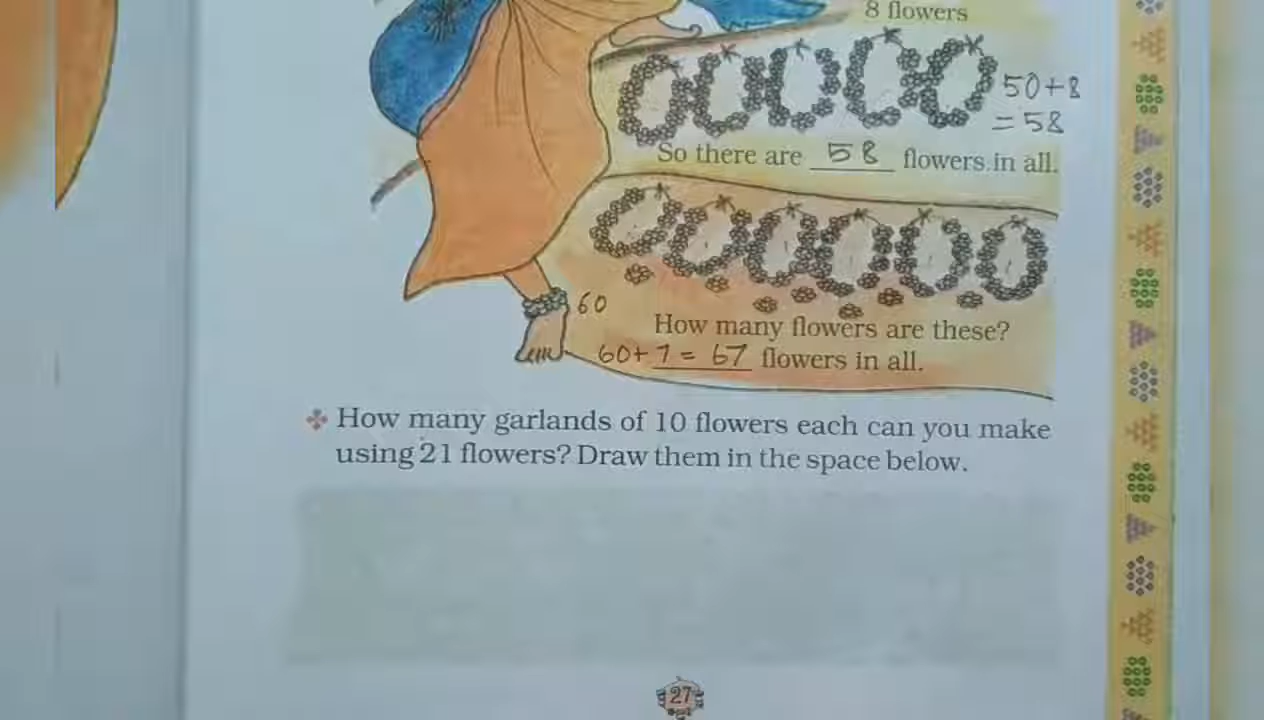 8 flowers
50+8
= 58
So there are 58 flowers in all.
60
How many flowers are these?
60+7 = 67 flowers in all.
How many garlands of 10 flowers each can you make
using 21 flowers? Draw them in the space below.
27